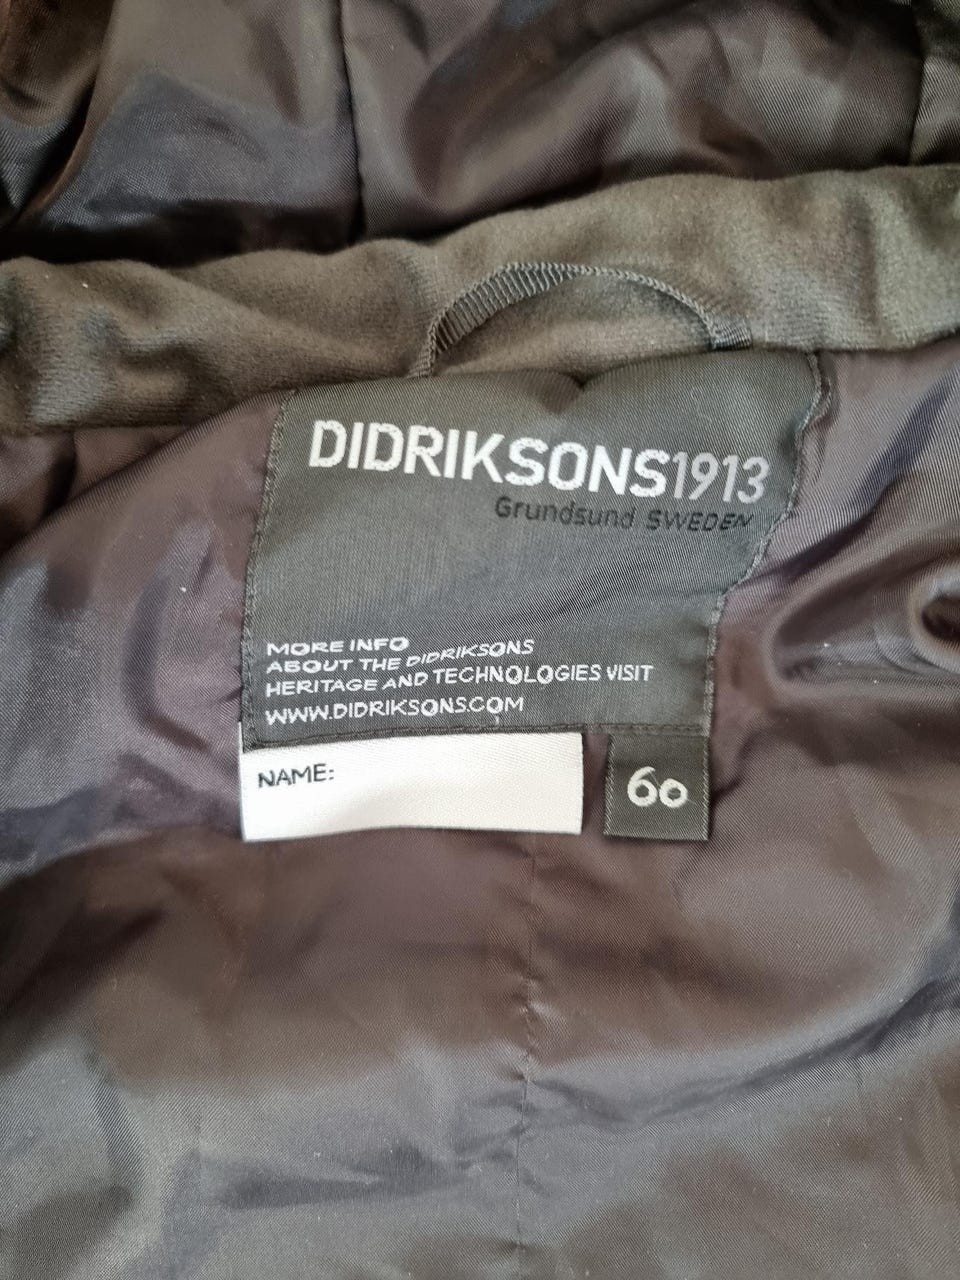 DIDRIKSONS1913
Grundsund SWEDEN
MORE INFO
ABOUT THE DIDRIKSONS
HERITAGE AND TECHNOLOGIES VISIT
WWW.DIDRIKSONS.COM
NAME:
60